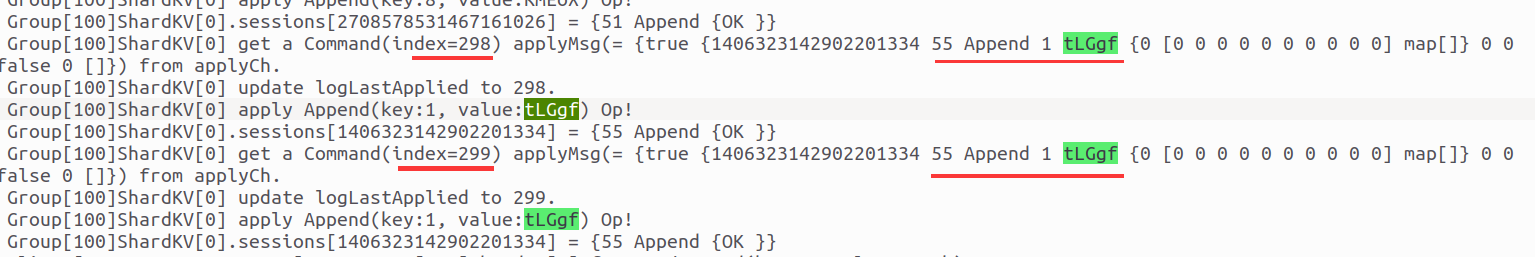 Group[100]ShardKV[0] apply Append(key:8, value:RMEUX) Op!
Group[100]ShardKV[0].sessions[2708578531467161026] = {51 Append {OK }}
Group[100]ShardKV[0] get a Command(index=298) applyMsg(= {true {1406323142902201334 55 Append 1 tLGgf {0 [0 0 0 0 0 0 0 0 0 0] map[]} 0 0
false 0 []}) from applyCh.
Group[100]ShardKV[0] update logLastApplied to 298.
Group[100]ShardKV[0] apply Append(key:1, value:tLGgf) Op!
Group[100]ShardKV[0].sessions[1406323142902201334] = {55 Append {OK }}
Group[100]ShardKV[0] get a Command(index=299) applyMsg(= {true {1406323142902201334 55 Append 1 tLGgf {0 [0 0 0 0 0 0 0 0 0 0] map[]} 0 0
false 0 []}) from applyCh.
Group[100]ShardKV[0] update logLastApplied to 299.
Group[100]ShardKV[0] apply Append(key:1, value:tLGgf) Op!
Group[100]ShardKV[0].sessions[1406323142902201334] = {55 Append {OK }}